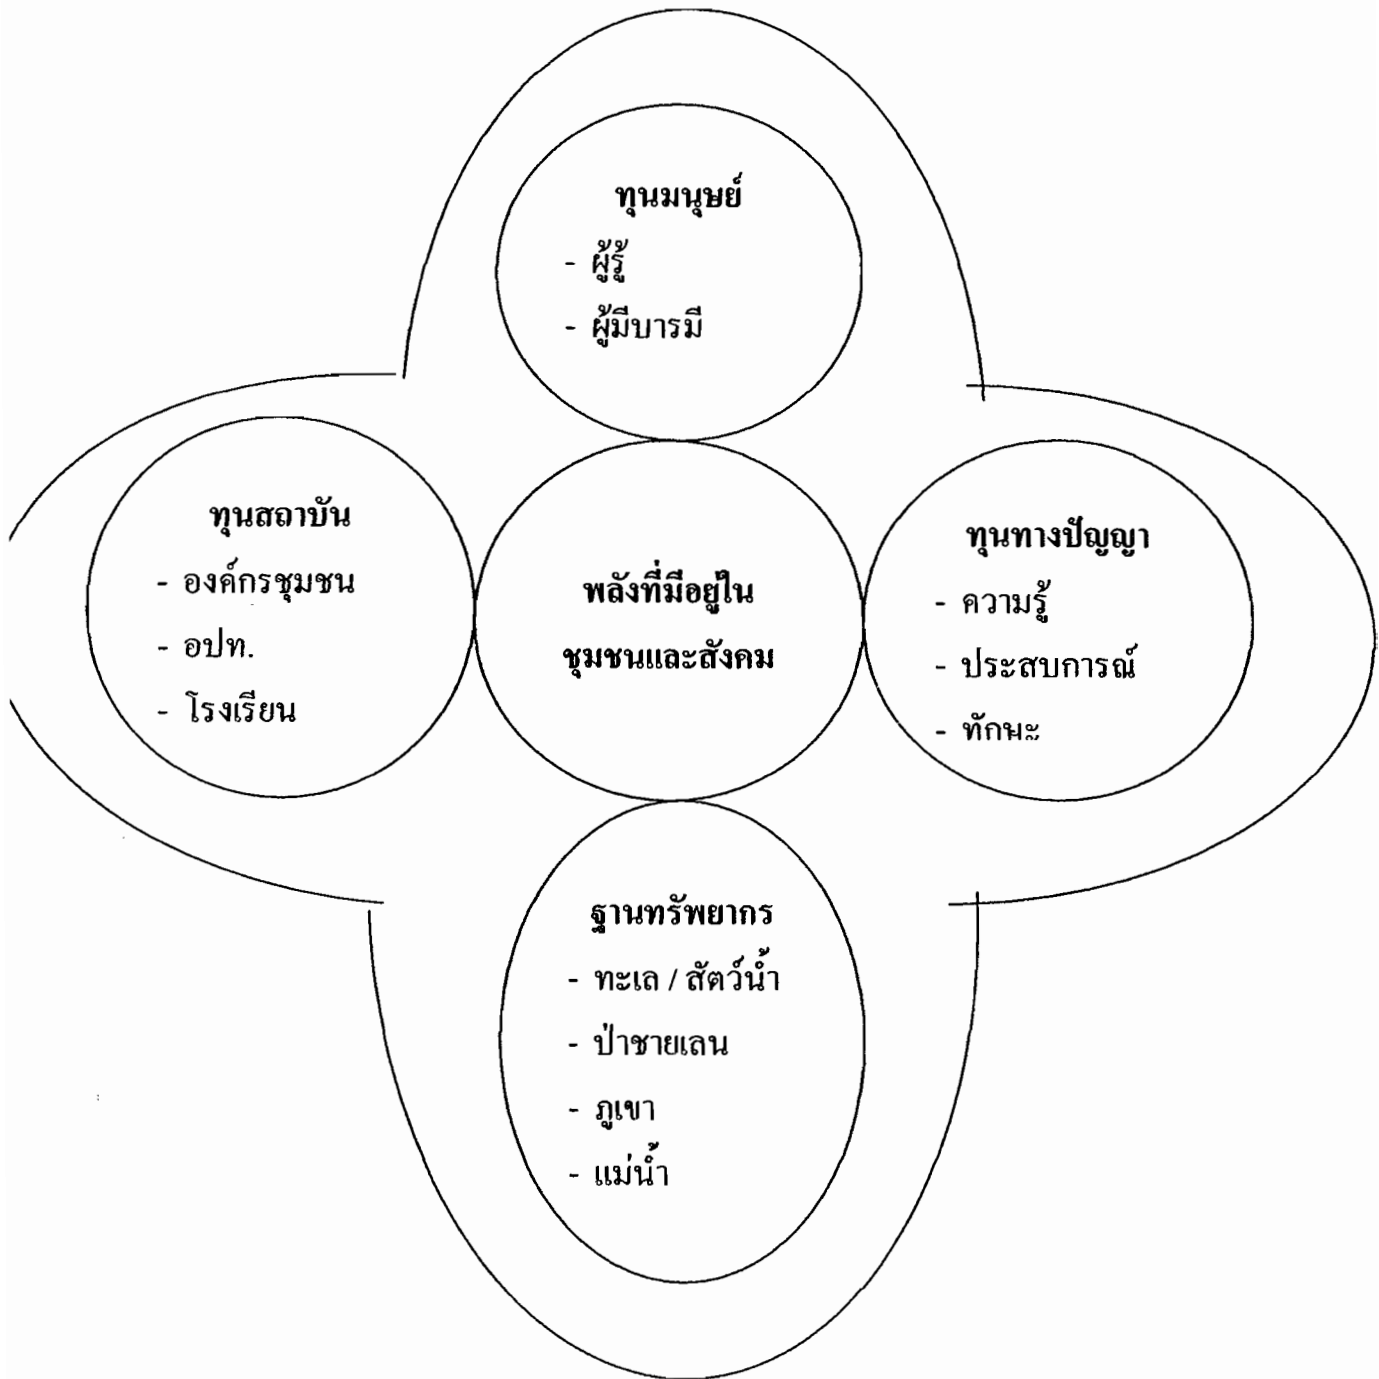 ทุนมนุษย์
- ผู้รู้
- ผู้มีบารมี
ทุนสถาบัน
- องค์กรชุมชน
- อปท.
- โรงเรียน
พลังที่มีอยู่ใน
ชุมชนและสังคม
ทุนทางปัญญา
- ความรู้
- ประสบการณ์
- ทักษะ
ฐานทรัพยากร
- ทะเล / สัตว์น้ำ
- ป่าชายเลน
- ภูเขา
- แม่น้ำ